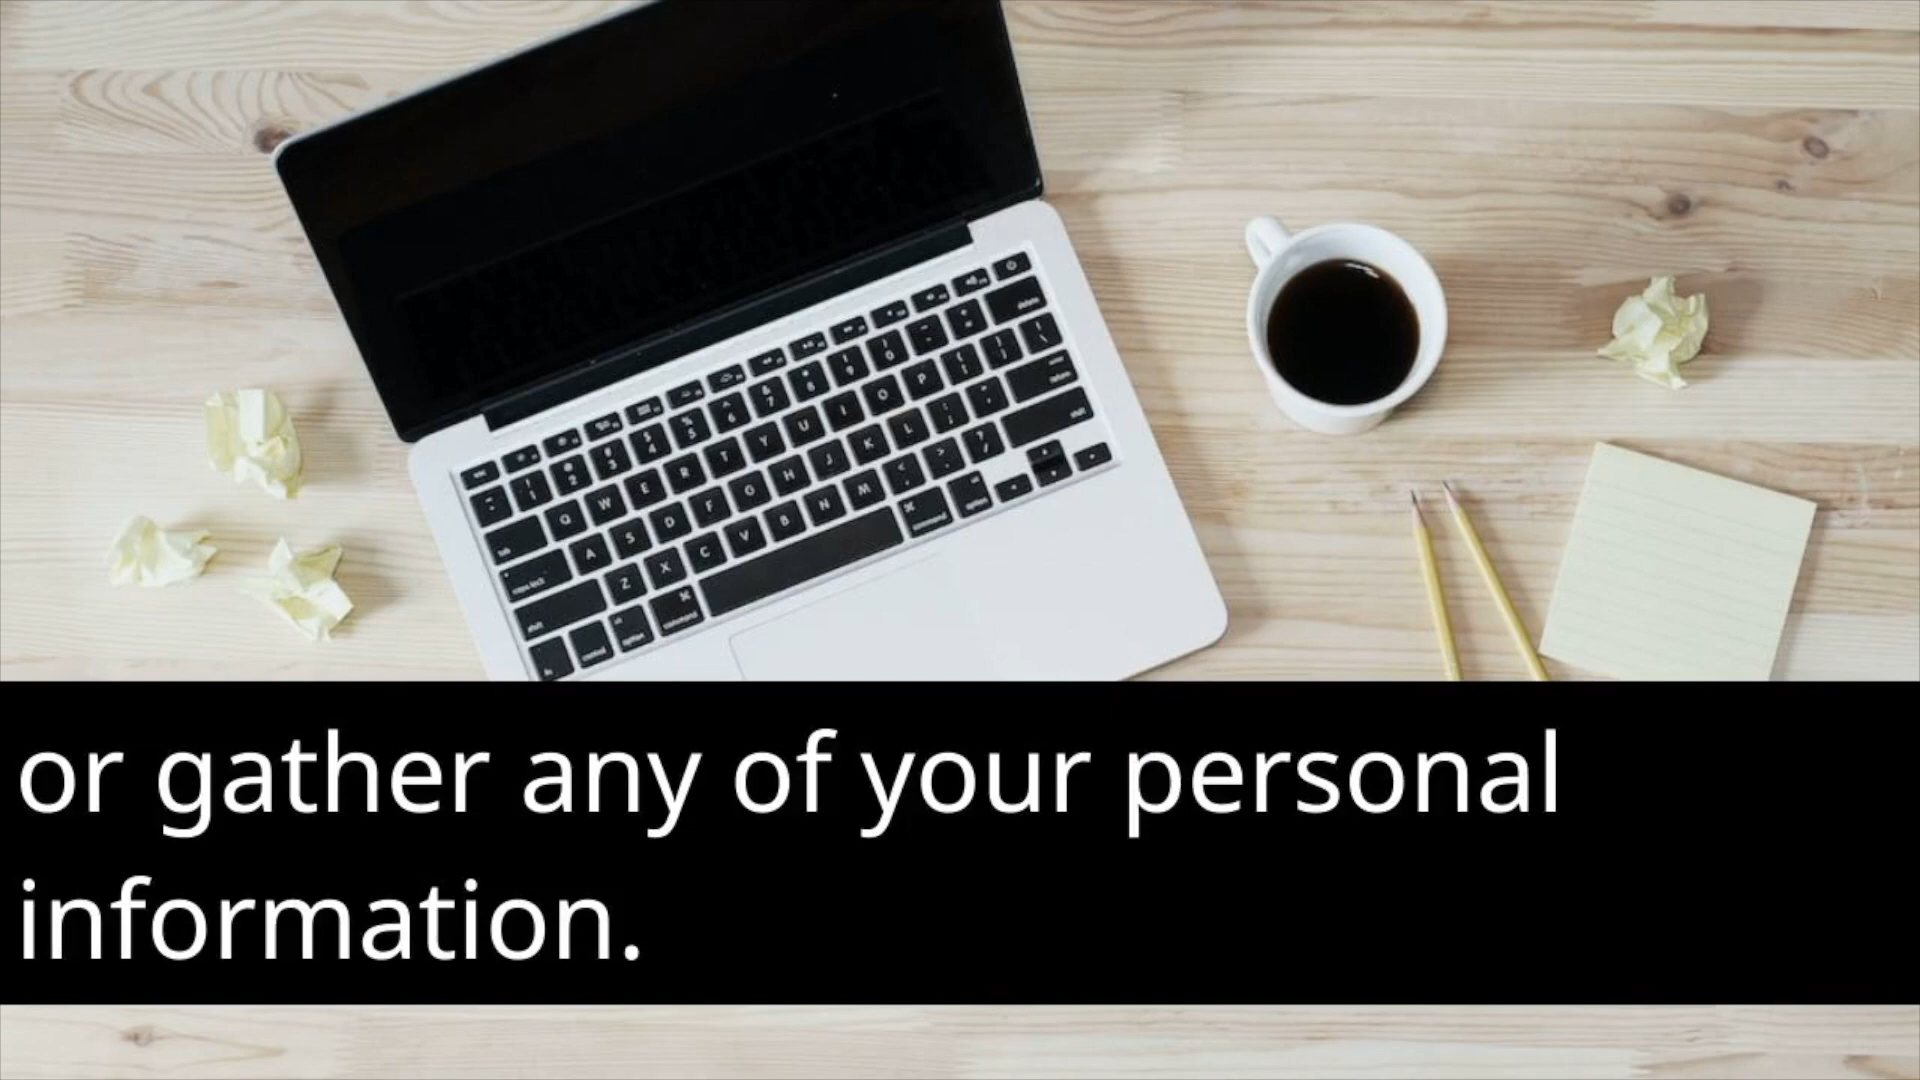 or gather any of your personal
information.